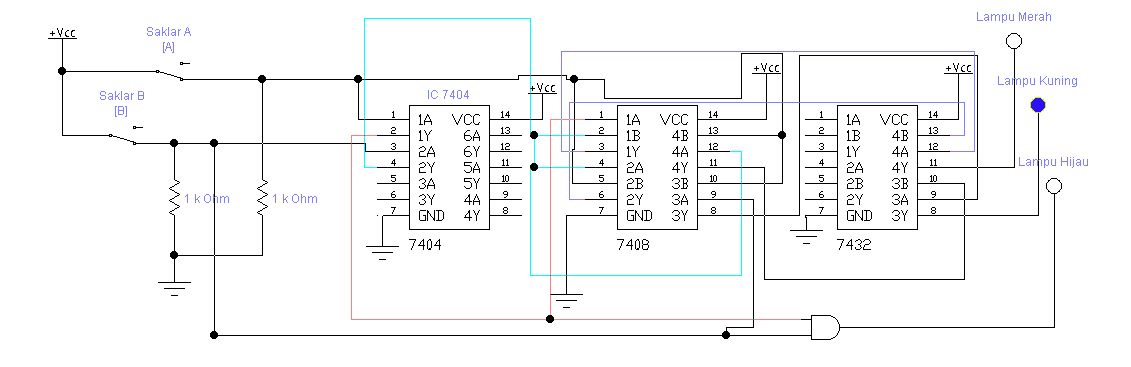 Lampu Merah
Saklar A
[A]
+Vcc
Lampu Kuning
Saklar B
[B]
IC 7404
+Vcc
+Vcc
+Vcc
1 1A VCC 14
2 1Y 6A 13
3 2A 6Y 12
4 2Y 5A 11
5 3A 5Y 10
6 3Y 4A 9
7 GND 4Y 8
7404
1 1A VCC 14
2 1B 4B 13
3 1Y 4A 12
4 2A 4Y 11
5 2B 3B 10
6 2Y 3A 9
7 GND 3Y 8
7408
1 1A VCC 14
2 1B 4B 13
3 1Y 4A 12
4 2A 4Y 11
5 2B 3B 10
6 2Y 3A 9
7 GND 3Y 8
7432
Lampu Hijau
1 k Ohm
1 k Ohm